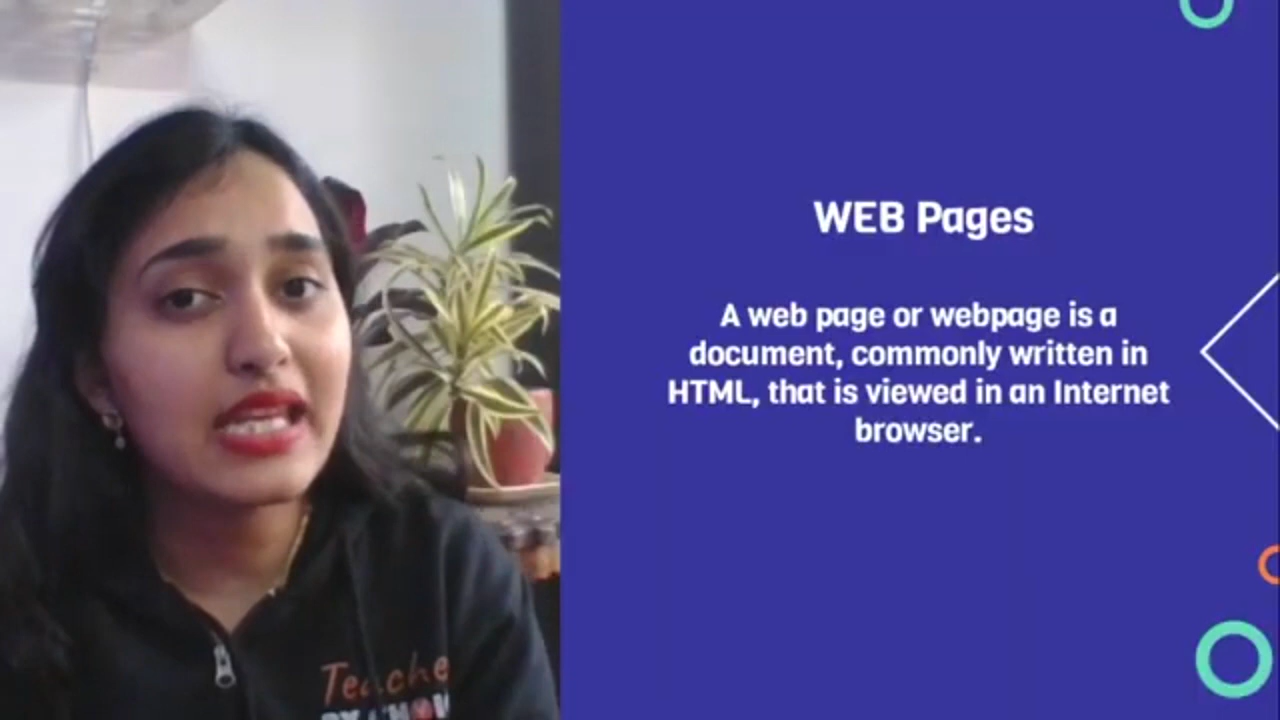 WEB Pages
A web page or webpage is a
document, commonly written in
HTML, that is viewed in an Internet
browser.
Teache